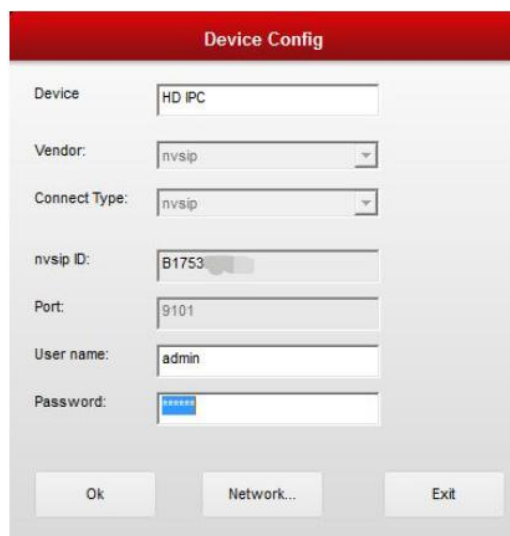 Device Config
Device HD IPC
Vendor: nvsip
Connect Type: nvsip
nvsip ID: B1753
Port: 9101
User name: admin
Password: ******
Ok Network... Exit